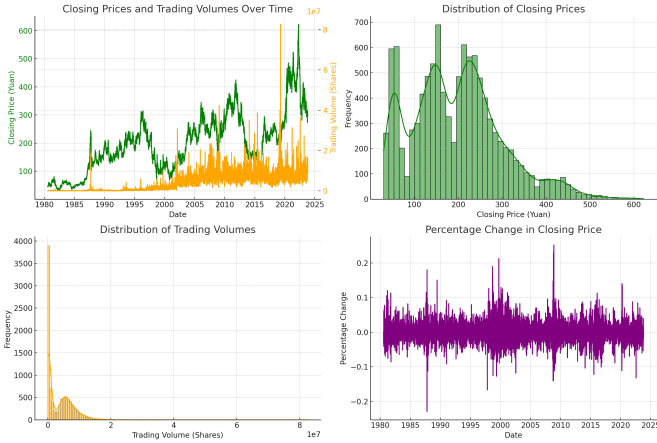 Closing Prices and Trading Volumes Over Time
1e7
600
500
400
300
200
100
Closing Price (Yuan)
8
6
4
2
0
Trading Volume (Shares)
1980 1985 1990 1995 2000 2005 2010 2015 2020 2025
Date
Distribution of Closing Prices
700
600
500
400
300
200
100
0
Frequency
100 200 300 400 500 600
Closing Price (Yuan)
Distribution of Trading Volumes
4000
3500
3000
2500
2000
1500
1000
500
0
Frequency
0 2 4 6 8
Trading Volume (Shares)
1e7
Percentage Change in Closing Price
0.2
0.1
0.0
−0.1
−0.2
Percentage Change
1980 1985 1990 1995 2000 2005 2010 2015 2020 2025
Date